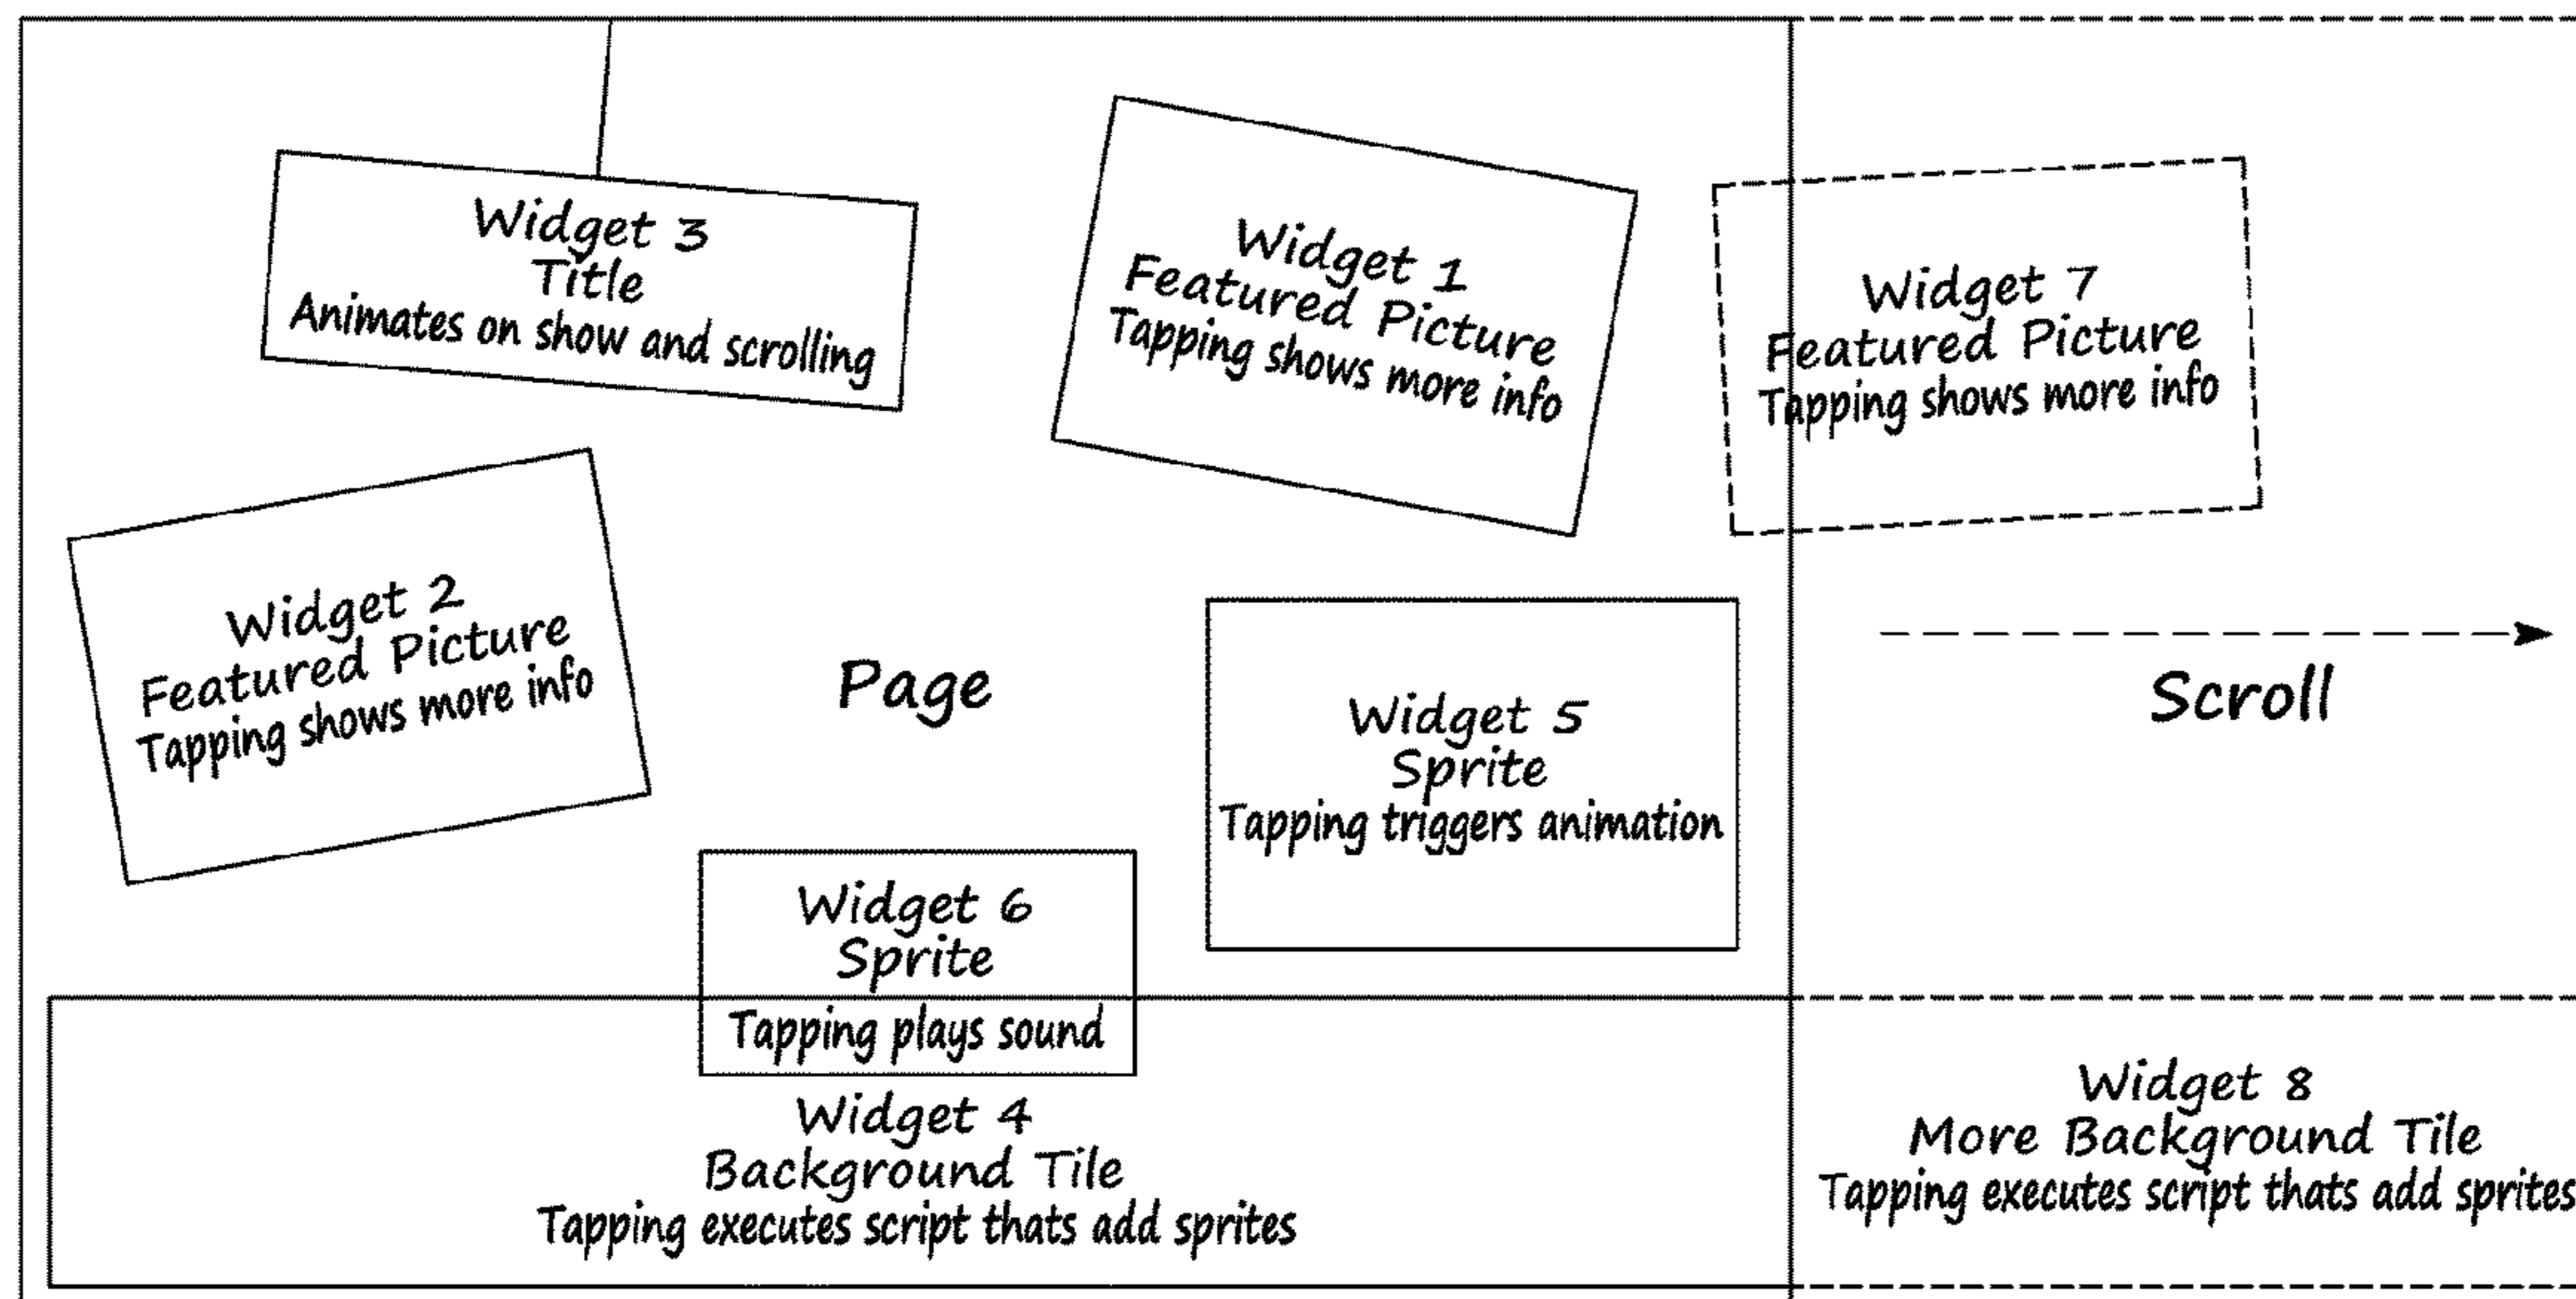 Widget 3
Title
Animates on show and scrolling
Widget 1
Featured Picture
Tapping shows more info
Widget 7
Featured Picture
Tapping shows more info
Widget 2
Featured Picture
Tapping shows more info
Page
Widget 5
Sprite
Tapping triggers animation
Scroll
Widget 6
Sprite
Tapping plays sound
Widget 4
Background Tile
Tapping executes script thats add sprites
Widget 8
More Background Tile
Tapping executes script thats add sprites